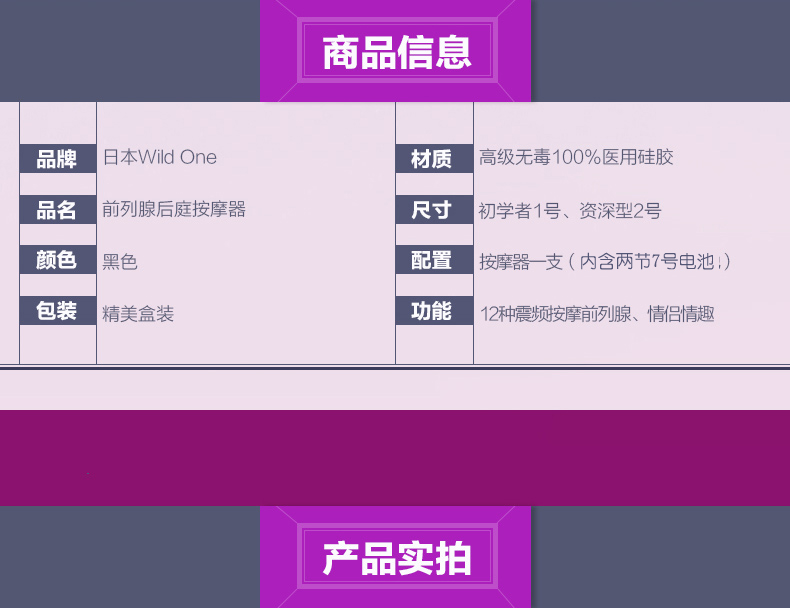 商品信息
品牌 日本Wild One
材质 高级无毒100%医用硅胶
品名 前列腺后庭按摩器
尺寸 初学者1号、资深型2号
颜色 黑色
配置 按摩器一支（内含两节7号电池;）
包装 精美盒装
功能 12种震频按摩前列腺、情侣情趣
产品实拍